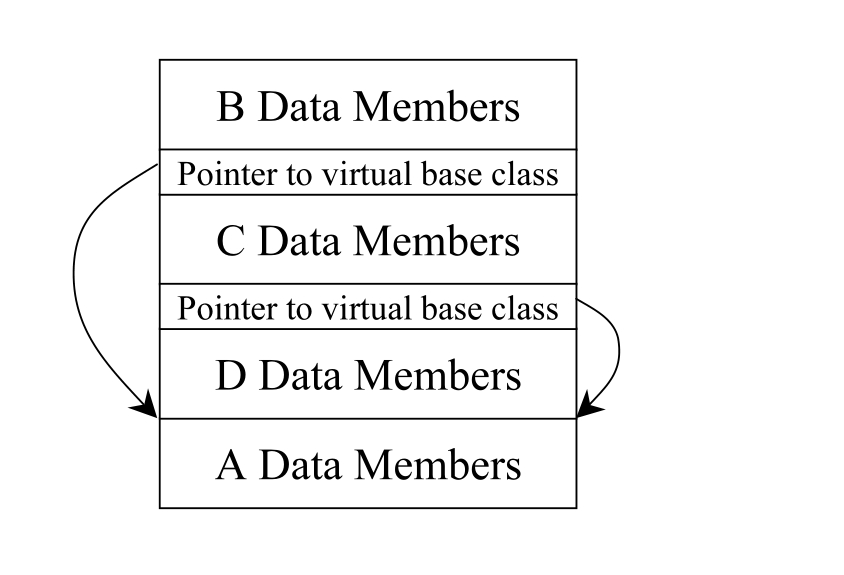 B Data Members
Pointer to virtual base class
C Data Members
Pointer to virtual base class
D Data Members
A Data Members